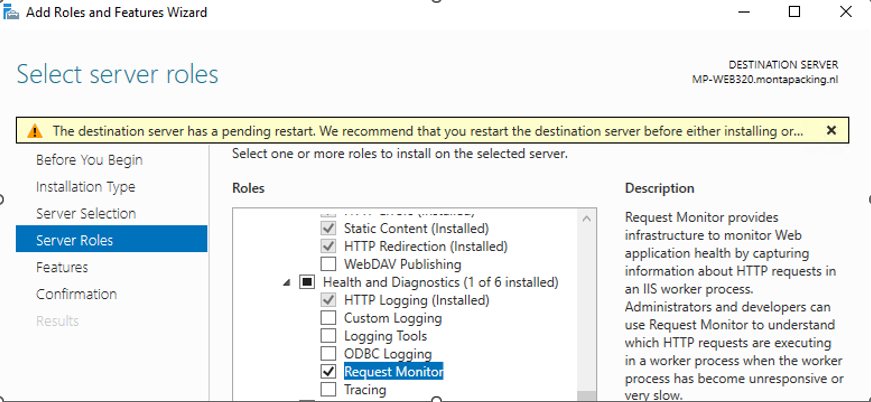 Add Roles and Features Wizard
Select server roles
DESTINATION SERVER
MP-WEB320.montapacking.nl
The destination server has a pending restart. We recommend that you restart the destination server before either installing or...
Before You Begin
Installation Type
Server Selection
Server Roles
Features
Confirmation
Results
Select one or more roles to install on the selected server.
Roles
HTTP Errors (Installed)
Static Content (Installed)
HTTP Redirection (Installed)
WebDAV Publishing
Health and Diagnostics (1 of 6 installed)
HTTP Logging (Installed)
Custom Logging
Logging Tools
ODBC Logging
Request Monitor
Tracing
Description
Request Monitor provides
infrastructure to monitor Web
application health by capturing
information about HTTP requests in
an IIS worker process.
Administrators and developers can
use Request Monitor to understand
which HTTP requests are executing
in a worker process when the worker
process has become unresponsive or
very slow.